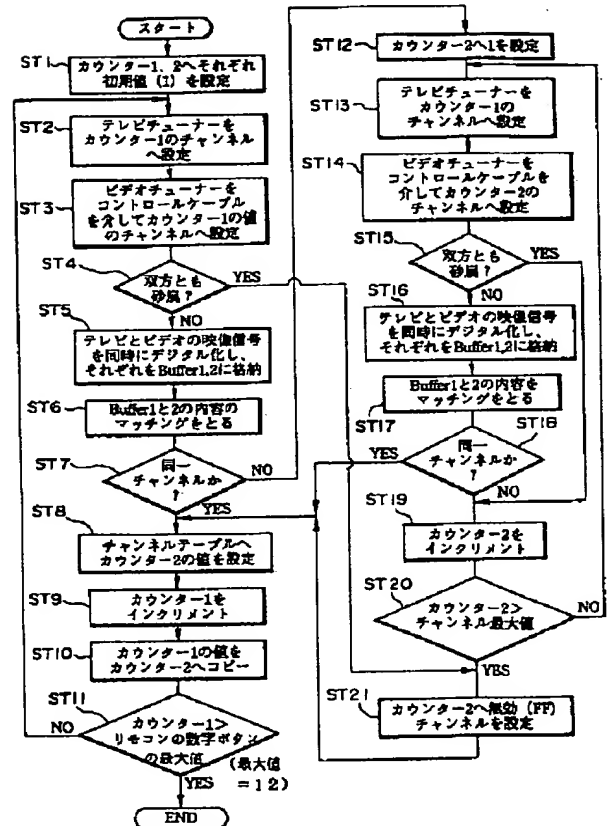 スタート
ST1
カウンター1、2へそれぞれ
初期値（1）を設定
ST2
テレビチューナーを
カウンター1のチャンネル
へ設定
ST3
ビデオチューナーを
コントロールケーブル
を介してカウンター1の値
のチャンネルへ設定
ST4
双方とも
砂嵐？
YES
NO
ST5
テレビとビデオの映像信号
を同時にデジタル化し、
それぞれをBuffer1,2に格納
ST6
Buffer1と2の内容の
マッチングをとる
ST7
同一
チャンネルか
？
NO
YES
ST8
チャンネルテーブルへ
カウンター2の値を設定
ST9
カウンター1を
インクリメント
ST10
カウンター1の値を
カウンター2へコピー
ST11
カウンター1>
リモコンの数字ボタン
の最大値
NO
(最大値
=12)
YES
END
ST12
カウンター2へ1を設定
ST13
テレビチューナーを
カウンター1の
チャンネルへ設定
ST14
ビデオチューナーを
コントロールケーブルを
介してカウンター2の
チャンネルへ設定
ST15
双方とも
砂嵐？
YES
NO
ST16
テレビとビデオの映像信号
を同時にデジタル化し、
それぞれをBuffer1,2に格納
ST17
Buffer1と2の内容を
マッチングをとる
ST18
同一
チャンネルか
？
YES
NO
ST19
カウンター2を
インクリメント
ST20
カウンター2>
チャンネル最大値
NO
YES
ST21
カウンター2へ無効（FF）
チャンネルを設定